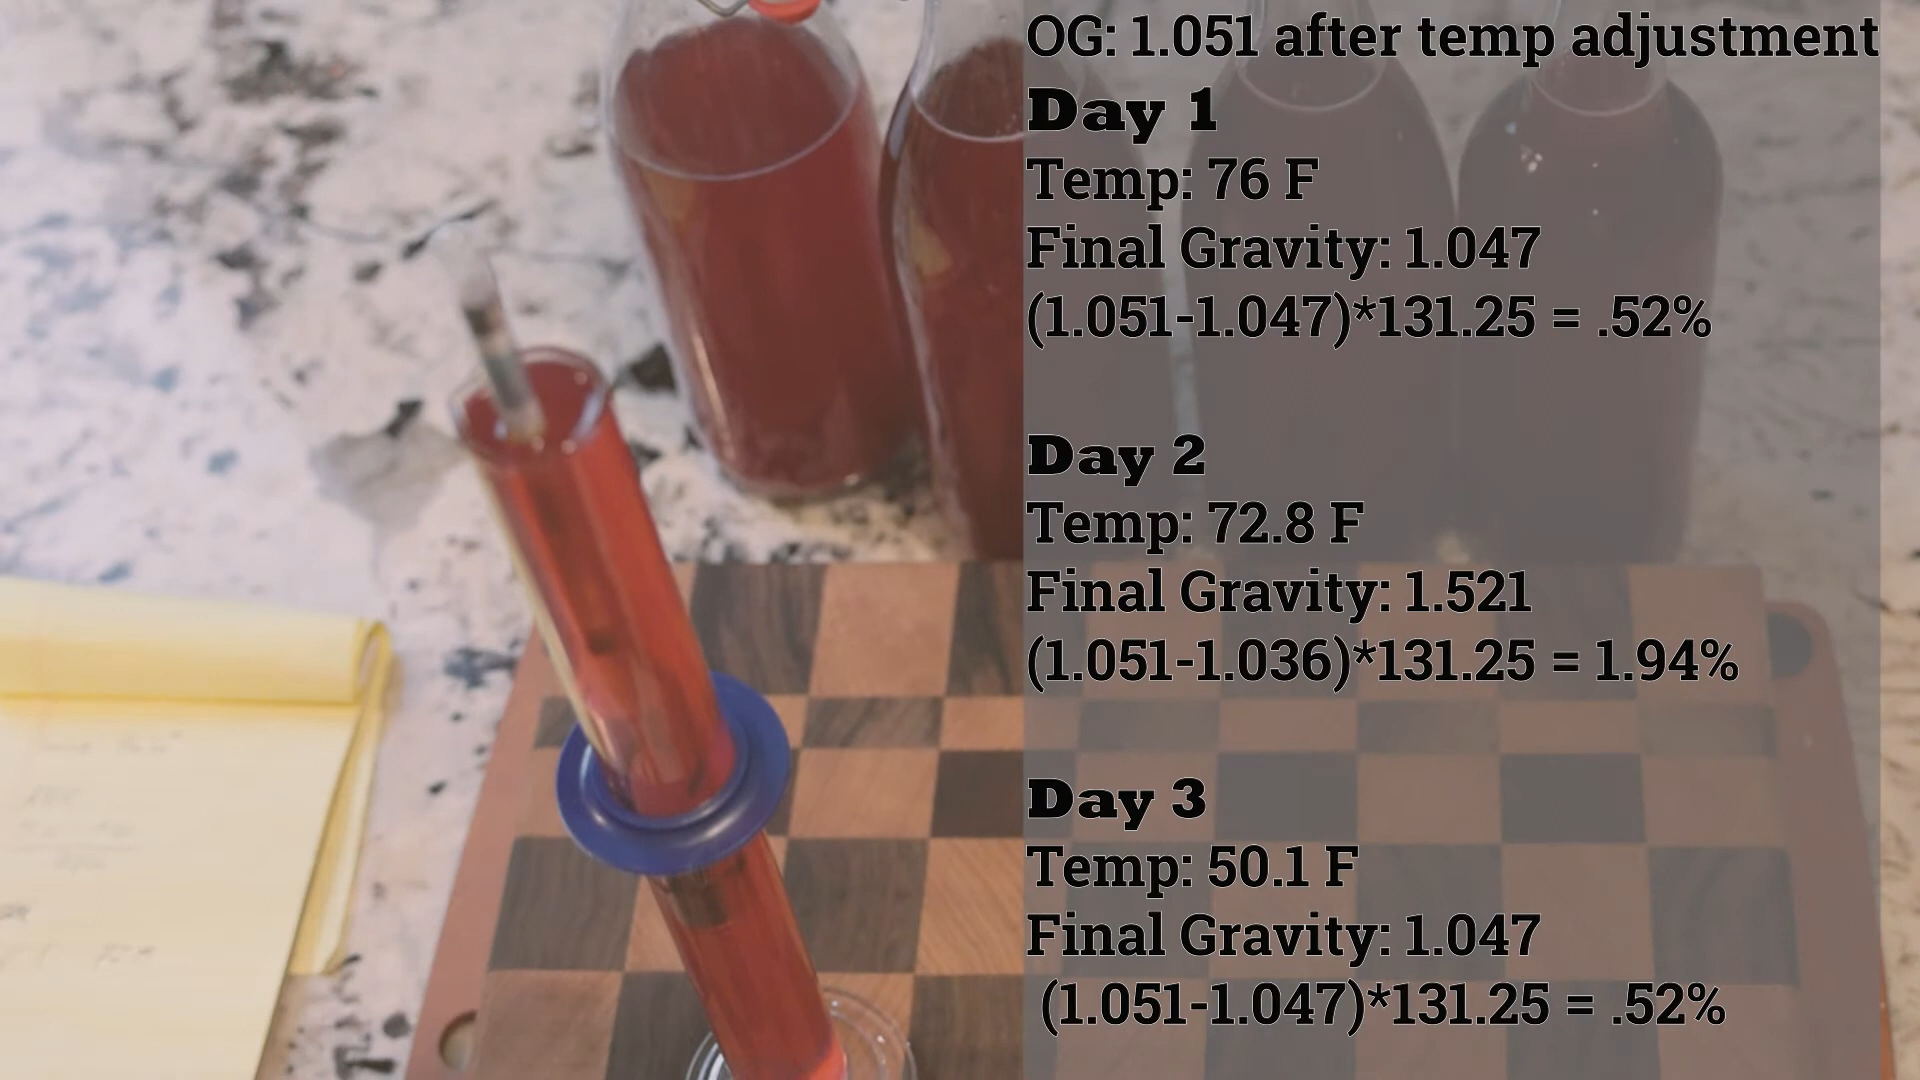 OG: 1.051 after temp adjustment
Day 1
Temp: 76 F
Final Gravity: 1.047
(1.051-1.047)*131.25 = .52%
Day 2
Temp: 72.8 F
Final Gravity: 1.521
(1.051-1.036)*131.25 = 1.94%
Day 3
Temp: 50.1 F
Final Gravity: 1.047
(1.051-1.047)*131.25 = .52%